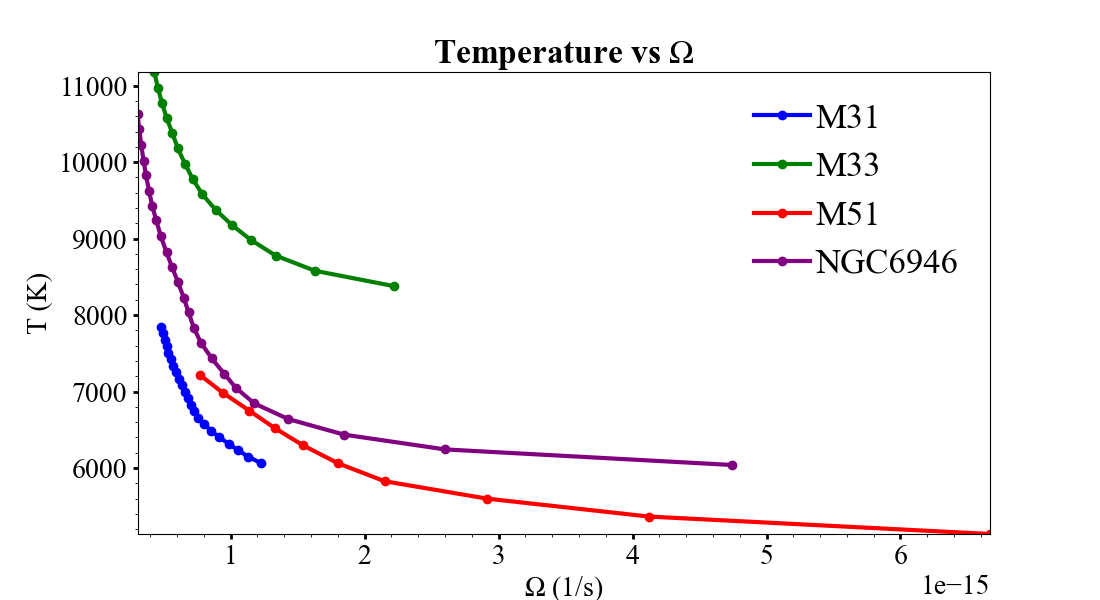 Temperature vs Ω
11000
10000
9000
8000
7000
6000
T (K)
M31
M33
M51
NGC6946
1 2 3 4 5 6
1e−15
Ω (1/s)